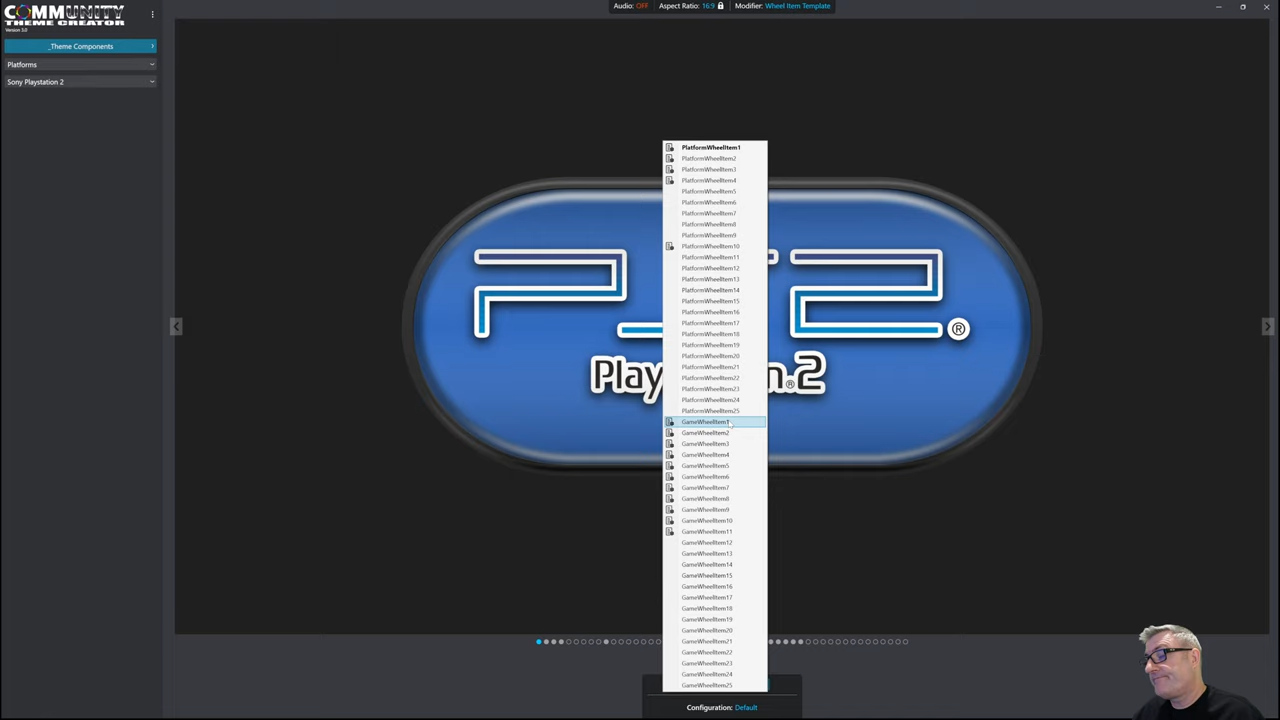 COMMUNITY
THEME CREATOR
Version 3.0
Audio: OFF
Aspect Ratio: 16:9
Modifier: Wheel Item Template
_Theme Components
Platforms
Sony Playstation 2
PlatformWheelItem1
PlatformWheelItem2
PlatformWheelItem3
PlatformWheelItem4
PlatformWheelItem5
PlatformWheelItem6
PlatformWheelItem7
PlatformWheelItem8
PlatformWheelItem9
PlatformWheelItem10
PlatformWheelItem11
PlatformWheelItem12
PlatformWheelItem13
PlatformWheelItem14
PlatformWheelItem15
PlatformWheelItem16
PlatformWheelItem17
PlatformWheelItem18
PlatformWheelItem19
PlatformWheelItem20
PlatformWheelItem21
PlatformWheelItem22
PlatformWheelItem23
PlatformWheelItem24
PlatformWheelItem25
GameWheelItem1
GameWheelItem2
GameWheelItem3
GameWheelItem4
GameWheelItem5
GameWheelItem6
GameWheelItem7
GameWheelItem8
GameWheelItem9
GameWheelItem10
GameWheelItem11
GameWheelItem12
GameWheelItem13
GameWheelItem14
GameWheelItem15
GameWheelItem16
GameWheelItem17
GameWheelItem18
GameWheelItem19
GameWheelItem20
GameWheelItem21
GameWheelItem22
GameWheelItem23
GameWheelItem24
GameWheelItem25
Configuration: Default